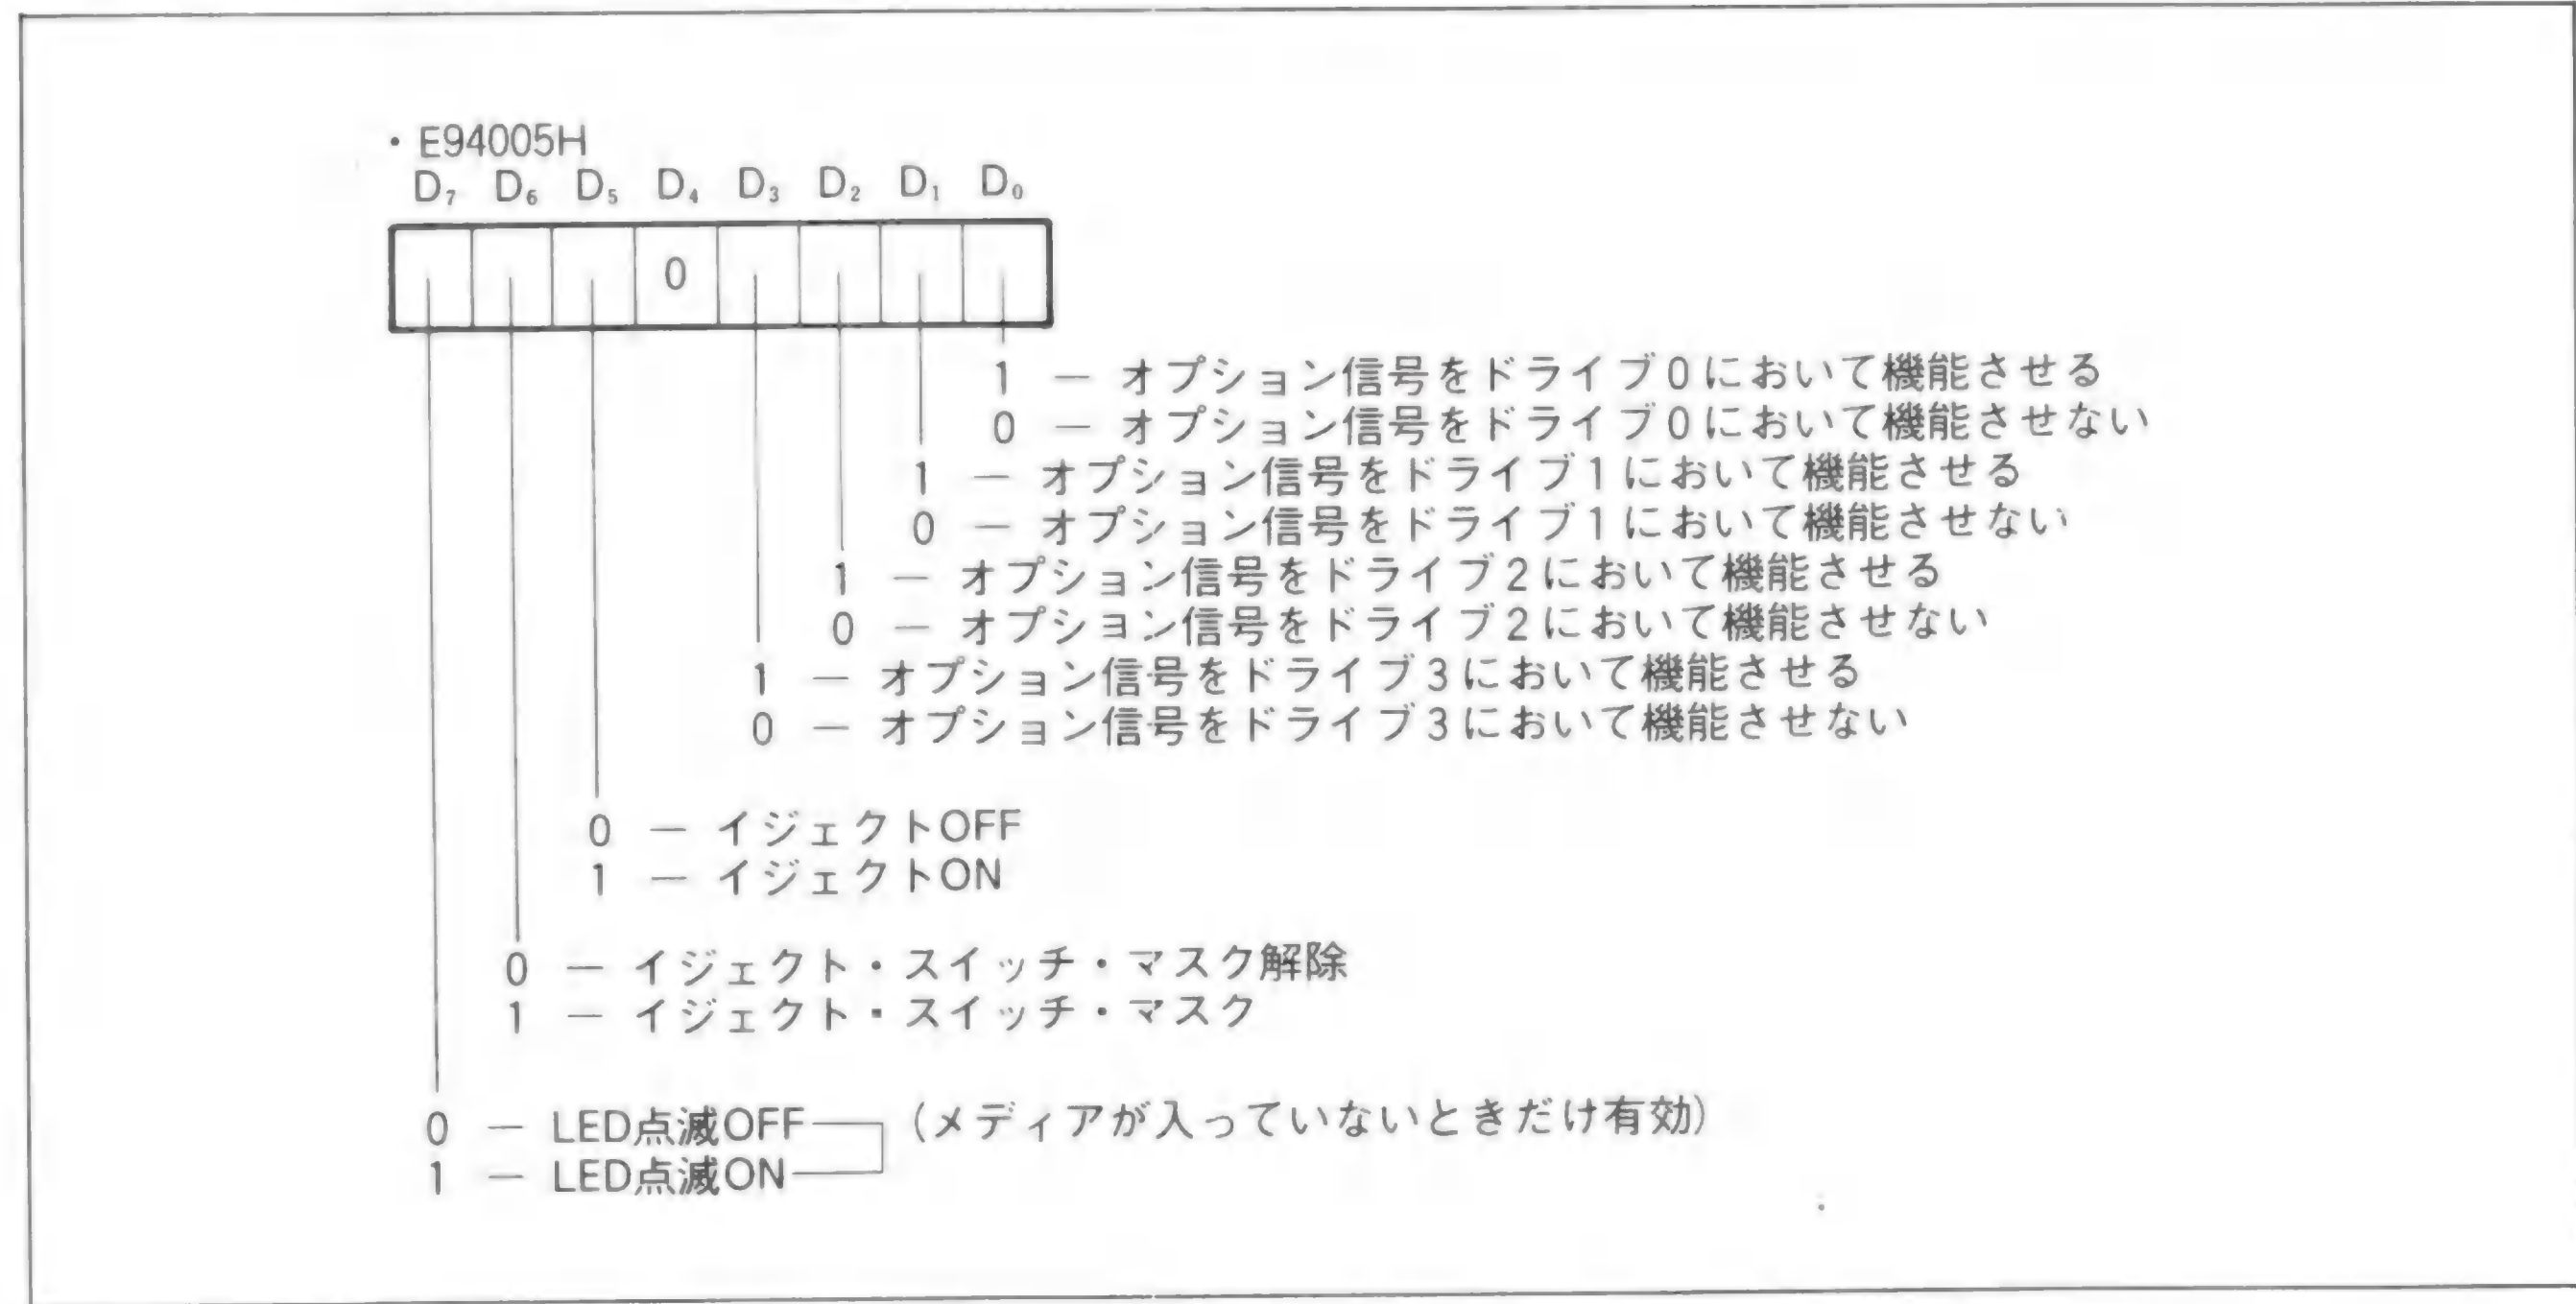 ・E94005H
D₇ D₆ D₅ D₄ D₃ D₂ D₁ D₀
0
1 — オプション信号をドライブ0において機能させる
0 — オプション信号をドライブ0において機能させない
1 — オプション信号をドライブ1において機能させる
0 — オプション信号をドライブ1において機能させない
1 — オプション信号をドライブ2において機能させる
0 — オプション信号をドライブ2において機能させない
1 — オプション信号をドライブ3において機能させる
0 — オプション信号をドライブ3において機能させない
0 — イジェクトOFF
1 — イジェクトON
0 — イジェクト・スイッチ・マスク解除
1 — イジェクト・スイッチ・マスク
0 — LED点滅OFF (メディアが入っていないときだけ有効)
1 — LED点滅ON